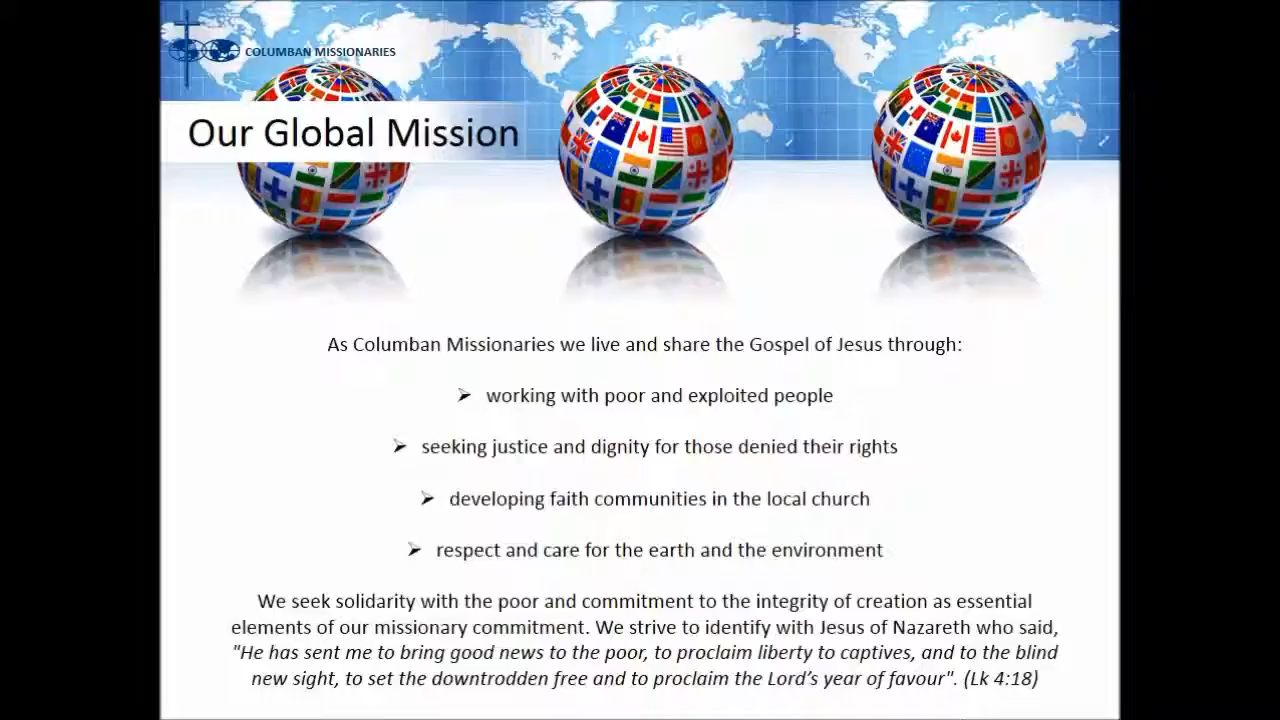 COLUMBAN MISSIONARIES
Our Global Mission
As Columban Missionaries we live and share the Gospel of Jesus through:
➢ working with poor and exploited people
➢ seeking justice and dignity for those denied their rights
➢ developing faith communities in the local church
➢ respect and care for the earth and the environment
We seek solidarity with the poor and commitment to the integrity of creation as essential
elements of our missionary commitment. We strive to identify with Jesus of Nazareth who said,
"He has sent me to bring good news to the poor, to proclaim liberty to captives, and to the blind
new sight, to set the downtrodden free and to proclaim the Lord’s year of favour". (Lk 4:18)